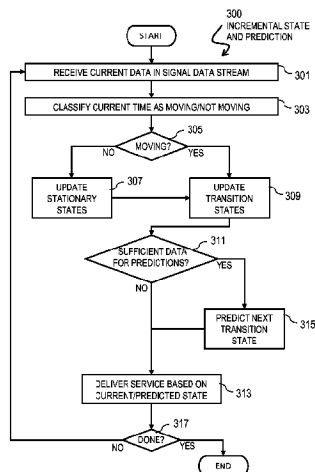 300
INCREMENTAL STATE
AND PREDICTION
START
RECEIVE CURRENT DATA IN SIGNAL DATA STREAM
301
CLASSIFY CURRENT TIME AS MOVING/NOT MOVING
303
305
MOVING?
NO
YES
UPDATE
STATIONARY
STATES
307
UPDATE
TRANSITION
STATES
309
311
SUFFICIENT DATA
FOR PREDICTIONS?
YES
NO
PREDICT NEXT
TRANSITION
STATE
315
DELIVER SERVICE BASED ON
CURRENT/PREDICTED STATE
313
317
DONE?
NO
YES
END